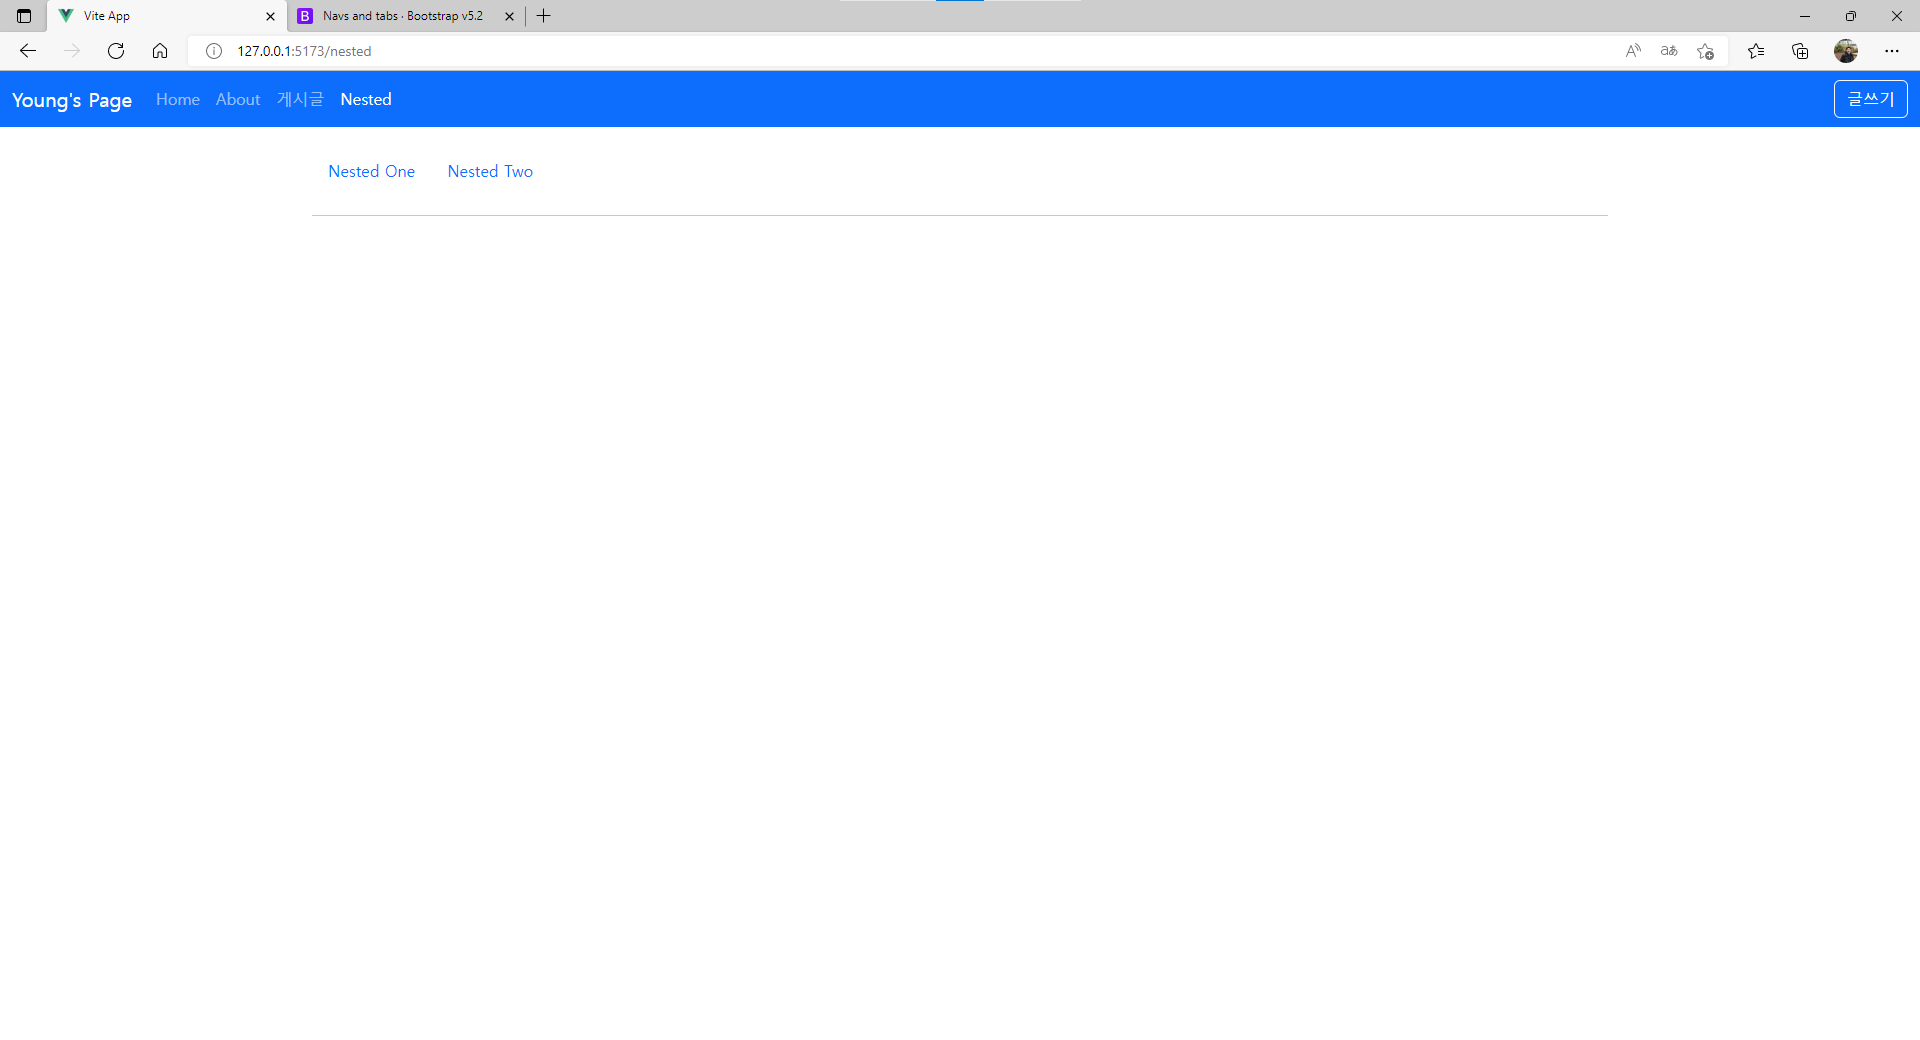 Vite App
Navs and tabs · Bootstrap v5.2
127.0.0.1:5173/nested
Young's Page Home About 게시글 Nested 글쓰기
Nested One Nested Two